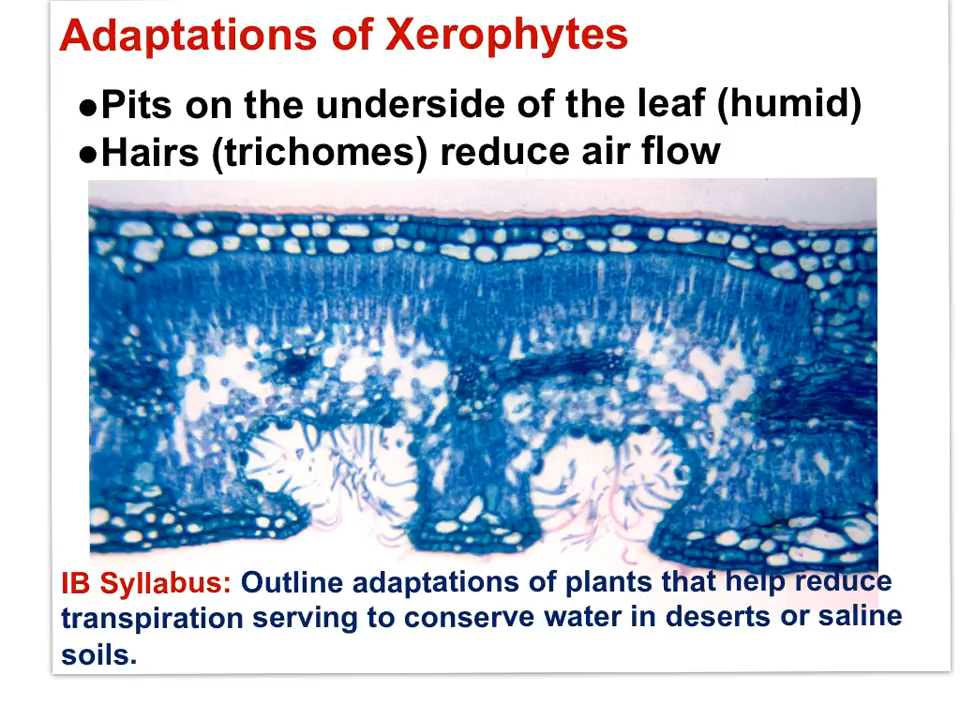 Adaptations of Xerophytes
●Pits on the underside of the leaf (humid)
●Hairs (trichomes) reduce air flow
IB Syllabus: Outline adaptations of plants that help reduce
transpiration serving to conserve water in deserts or saline
soils.